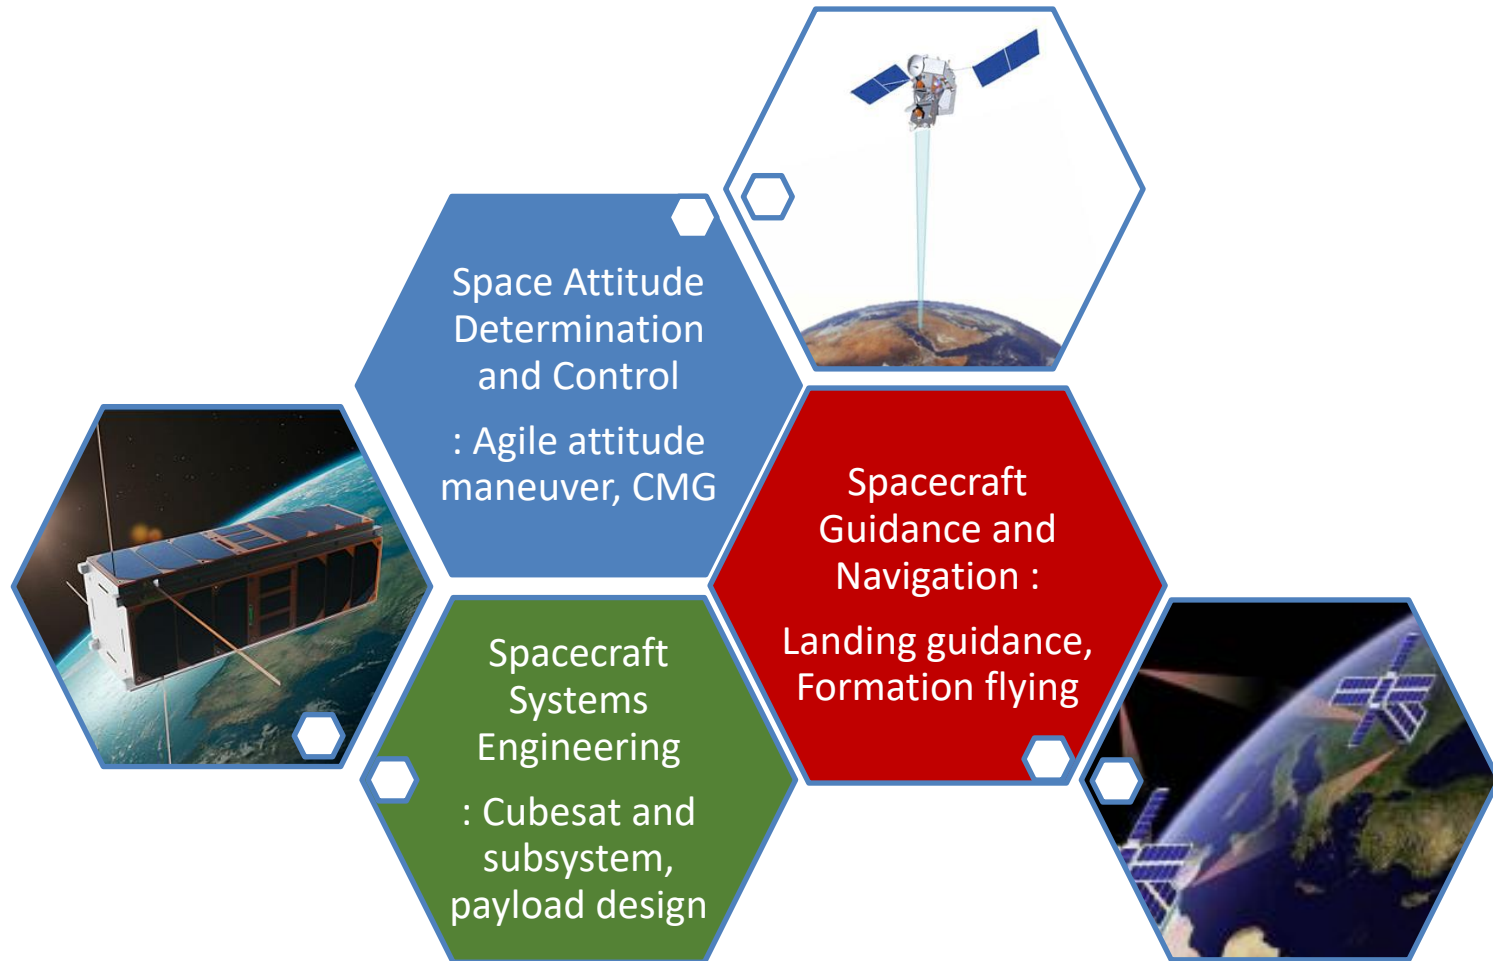 Space Attitude
Determination
and Control
: Agile attitude
maneuver, CMG
Spacecraft
Guidance and
Navigation :
Landing guidance,
Formation flying
Spacecraft
Systems
Engineering
: Cubesat and
subsystem,
payload design